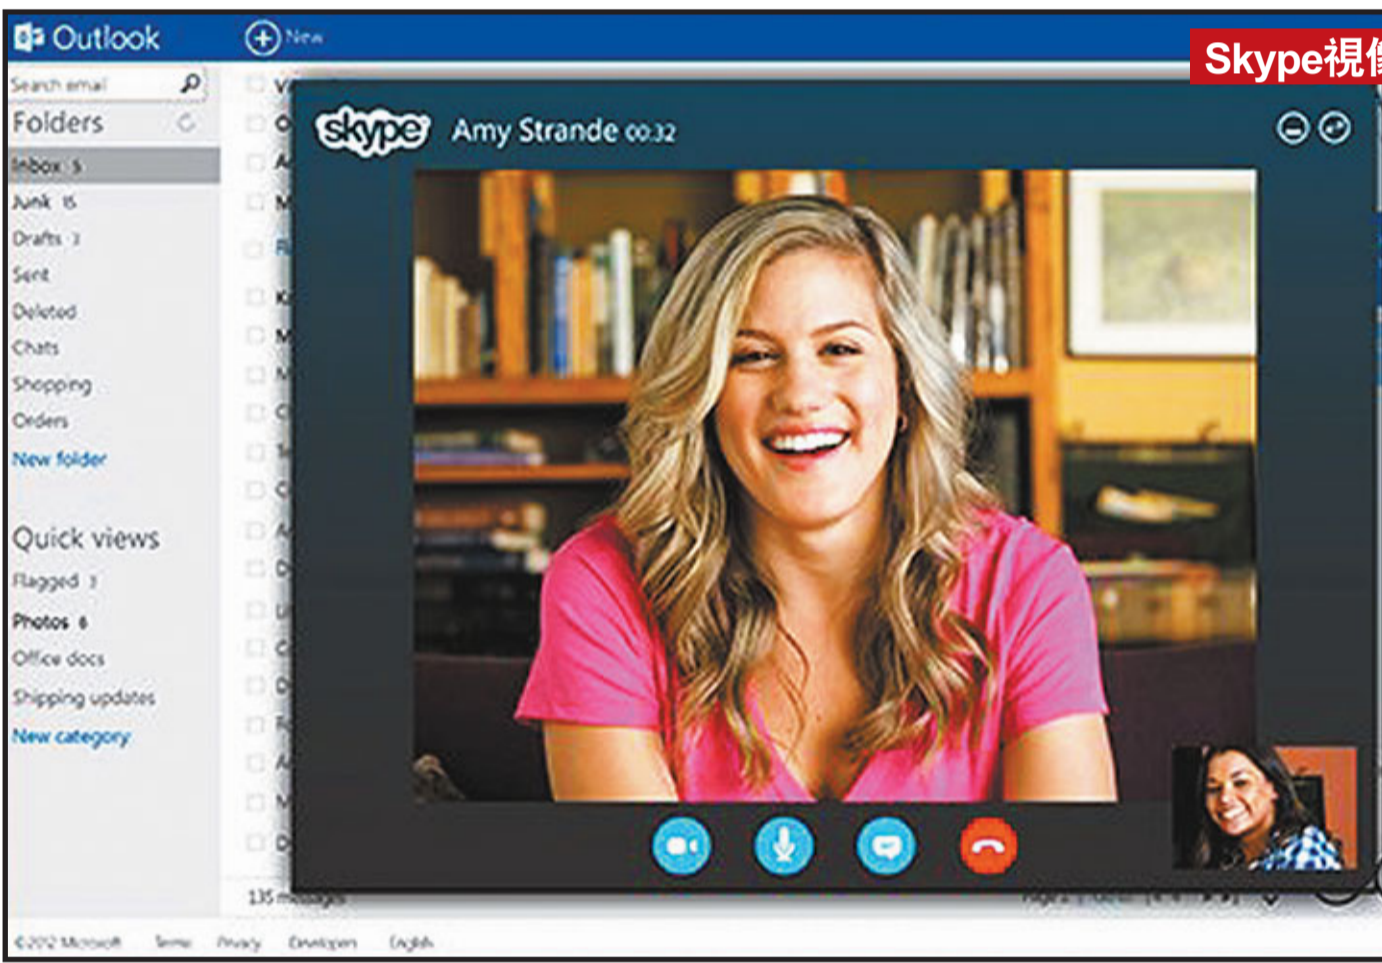 Outlook
New
Skype視像
Search email
Folders
Inbox 5
Junk 15
Drafts 3
Sent
Deleted
Chats
Shopping
Orders
New folder
Quick views
Flagged 3
Photos 6
Office docs
Shipping updates
New category
skype Amy Strande 00:32
135 messages
©2012 Microsoft Terms Privacy Developers English